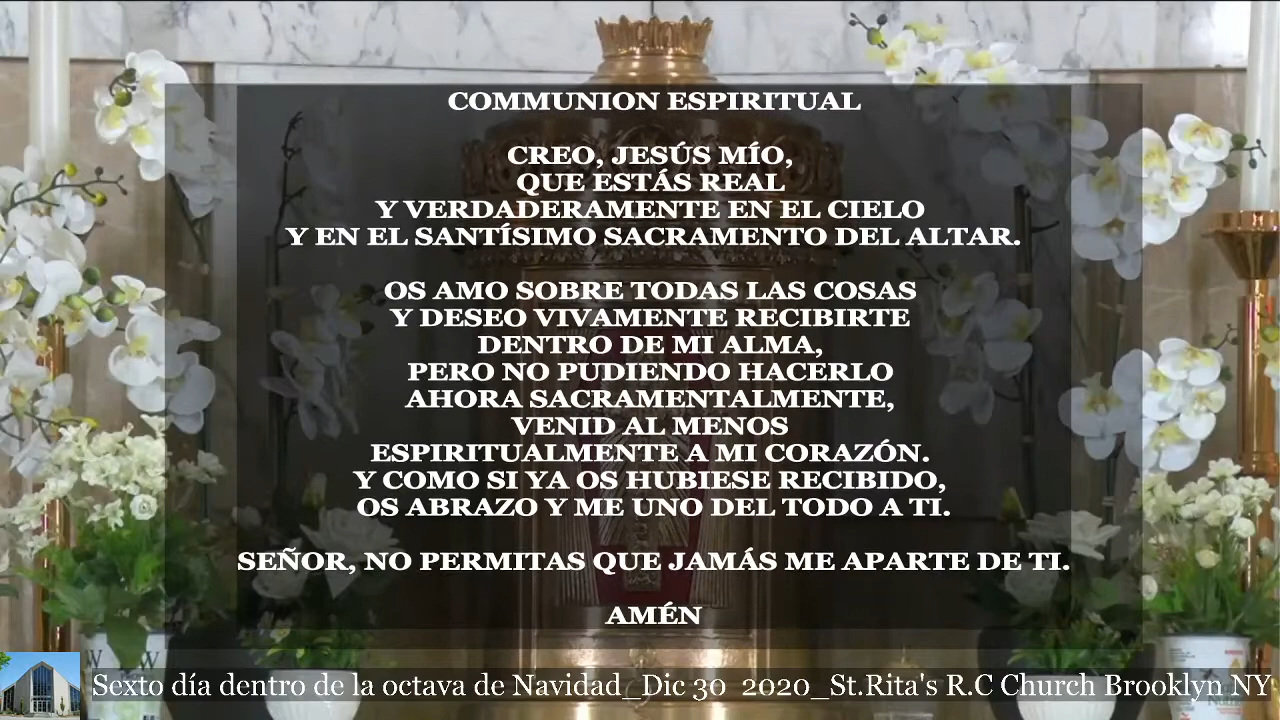 COMMUNION ESPIRITUAL
CREO, JESÚS MÍO,
QUE ESTÁS REAL
Y VERDADERAMENTE EN EL CIELO
Y EN EL SANTÍSIMO SACRAMENTO DEL ALTAR.
OS AMO SOBRE TODAS LAS COSAS
Y DESEO VIVAMENTE RECIBIRTE
DENTRO DE MI ALMA,
PERO NO PUDIENDO HACERLO
AHORA SACRAMENTALMENTE,
VENID AL MENOS
ESPIRITUALMENTE A MI CORAZÓN.
Y COMO SI YA OS HUBIESE RECIBIDO,
OS ABRAZO Y ME UNO DEL TODO A TI.
SEÑOR, NO PERMITAS QUE JAMÁS ME APARTE DE TI.
AMÉN
Sexto día dentro de la octava de Navidad_Dic 30 2020_St.Rita's R.C Church Brooklyn NY